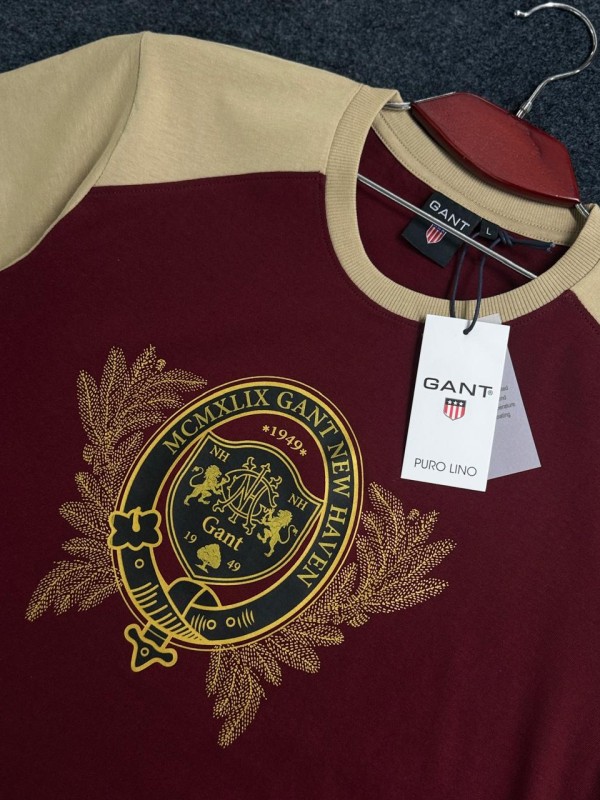 GANT
L
GANT®
PURO LINO
MCMXLIX GANT NEW HAVEN
*1949*
NH
NH
Gant
19 49